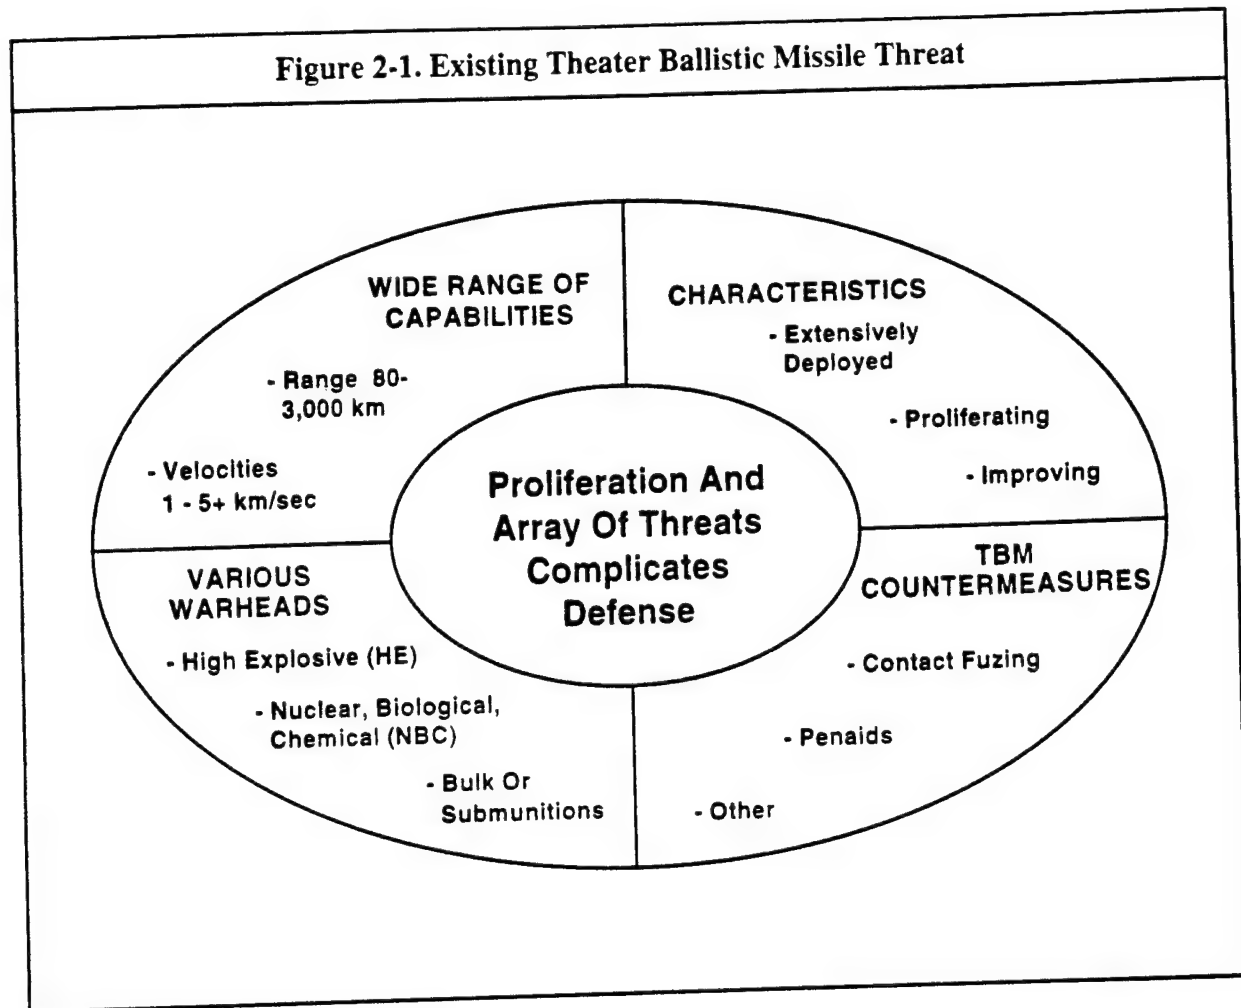 Figure 2-1. Existing Theater Ballistic Missile Threat
WIDE RANGE OF
CAPABILITIES
- Range 80-
3,000 km
- Velocities
1 - 5+ km/sec
CHARACTERISTICS
- Extensively
Deployed
- Proliferating
- Improving
Proliferation And
Array Of Threats
Complicates
Defense
VARIOUS
WARHEADS
- High Explosive (HE)
- Nuclear, Biological,
Chemical (NBC)
- Bulk Or
Submunitions
TBM
COUNTERMEASURES
- Contact Fuzing
- Penaids
- Other